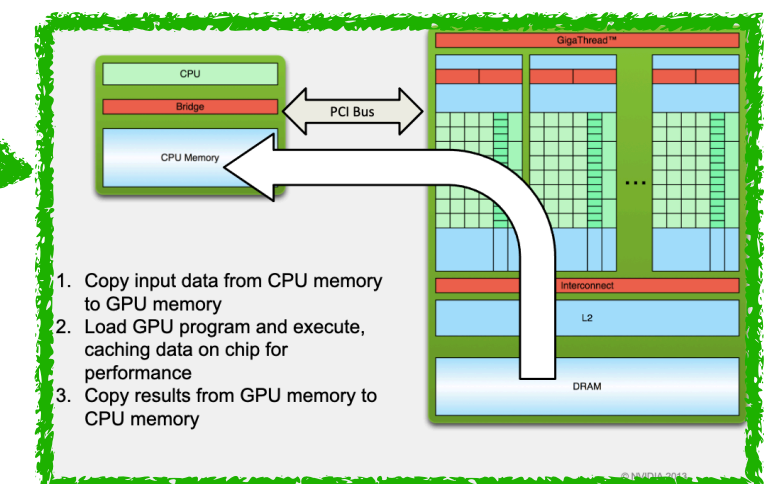 GigaThread™
CPU
Bridge
PCI Bus
CPU Memory
...
1. Copy input data from CPU memory
to GPU memory
2. Load GPU program and execute,
caching data on chip for
performance
3. Copy results from GPU memory to
CPU memory
Interconnect
L2
DRAM
© NVIDIA 2013